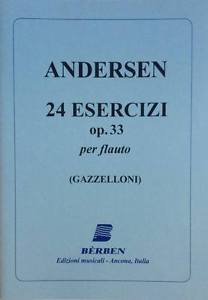 ANDERSEN
24 ESERCIZI
op. 33
per flauto
(GAZZELLONI)
BÈRBEN
Edizioni musicali - Ancona, Italia